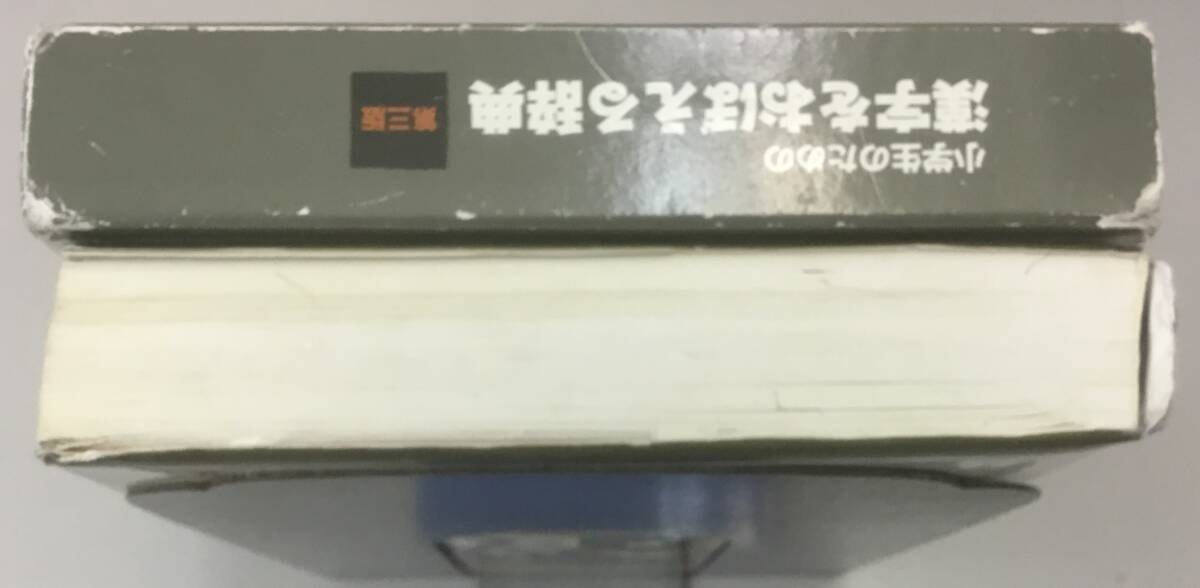 小学生のための
漢字をおぼえる辞典
第三版